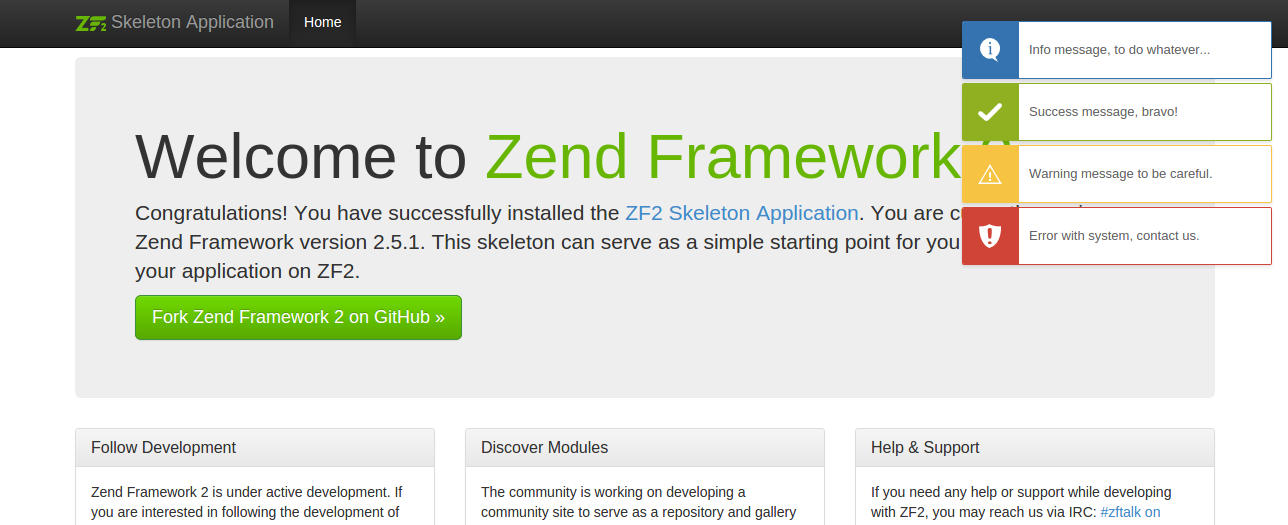 ZF2 Skeleton Application Home
Info message, to do whatever...
Success message, bravo!
Warning message to be careful.
Error with system, contact us.
Welcome to Zend Framework
Congratulations! You have successfully installed the ZF2 Skeleton Application. You are
Zend Framework version 2.5.1. This skeleton can serve as a simple starting point for you
your application on ZF2.
Fork Zend Framework 2 on GitHub »
Follow Development
Zend Framework 2 is under active development. If
you are interested in following the development of
Discover Modules
The community is working on developing a
community site to serve as a repository and gallery
Help & Support
If you need any help or support while developing
with ZF2, you may reach us via IRC: #zftalk on